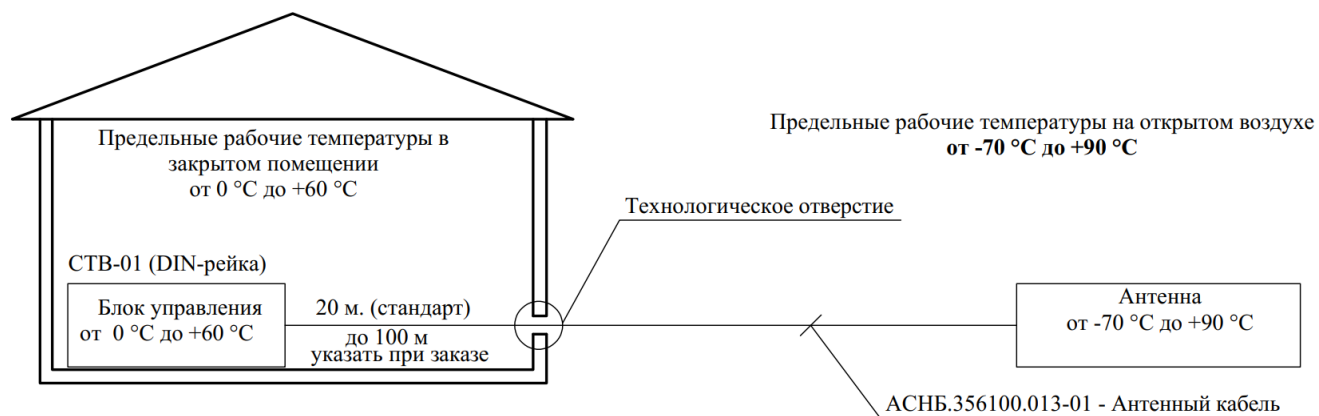 Предельные рабочие температуры в
закрытом помещении
от 0 °С до +60 °С
Предельные рабочие температуры на открытом воздухе
от -70 °С до +90 °С
Технологическое отверстие
СТВ-01 (DIN-рейка)
Блок управления
от 0 °С до +60 °С
20 м. (стандарт)
до 100 м
указать при заказе
Антенна
от -70 °С до +90 °С
АСНБ.356100.013-01 - Антенный кабель